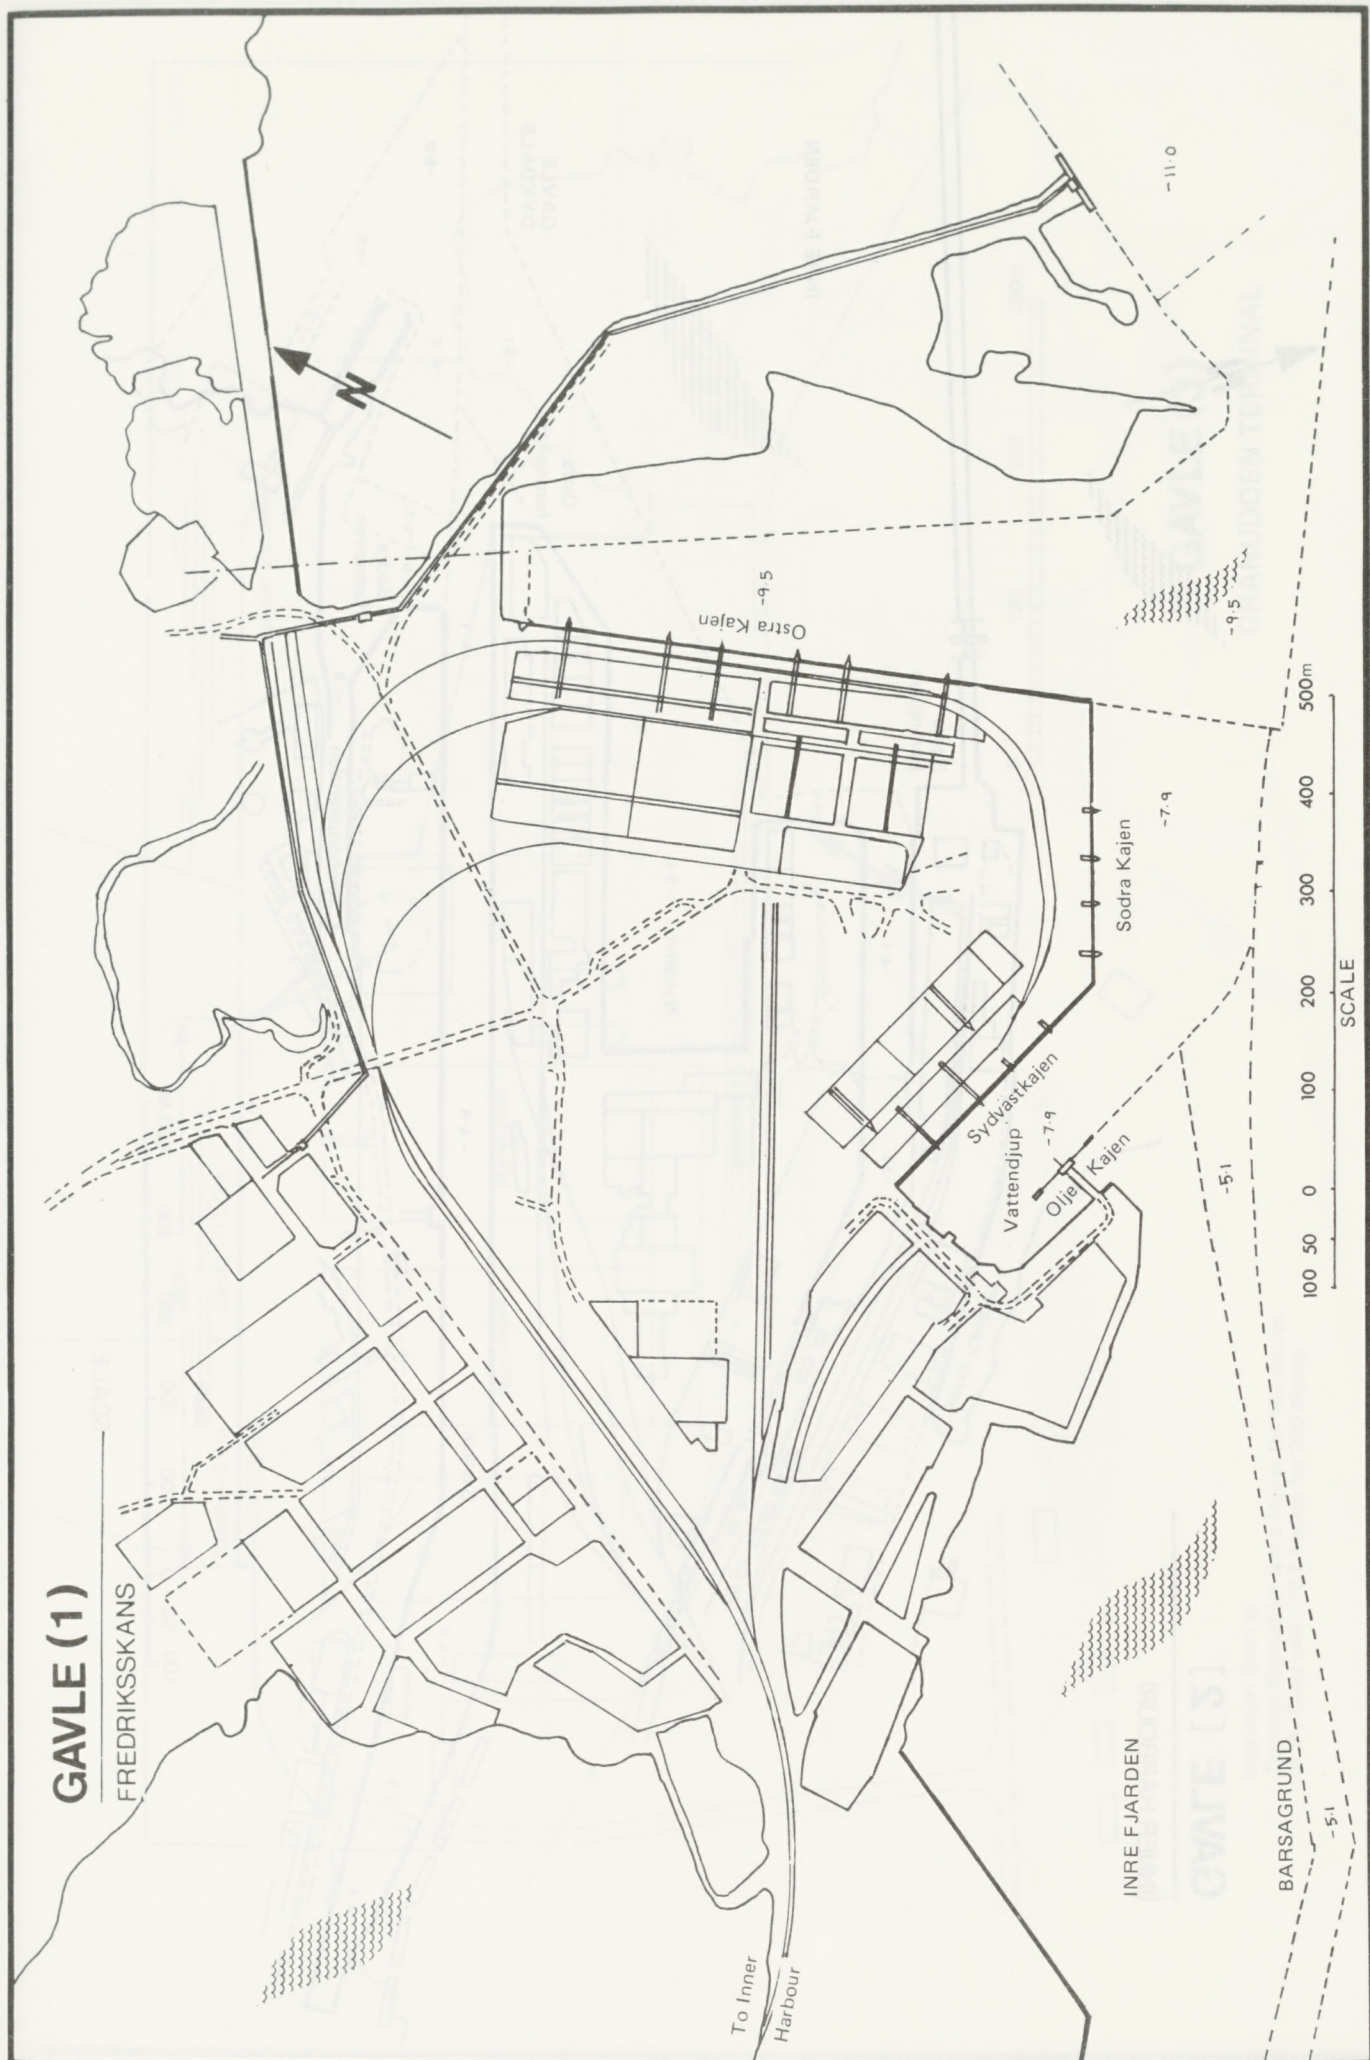 GAVLE (1)
FREDRIKSSKANS
N
-11·0
Ostra Kajen
-9.5
-9.5
Sodra Kajen
-7.9
Sydvastkajen
Vattendjup
-7.9
Olje Kajen
-5·1
INRE FJARDEN
BARSAGRUND
-5·1
To Inner
Harbour
100 50 0 100 200 300 400 500m
SCALE